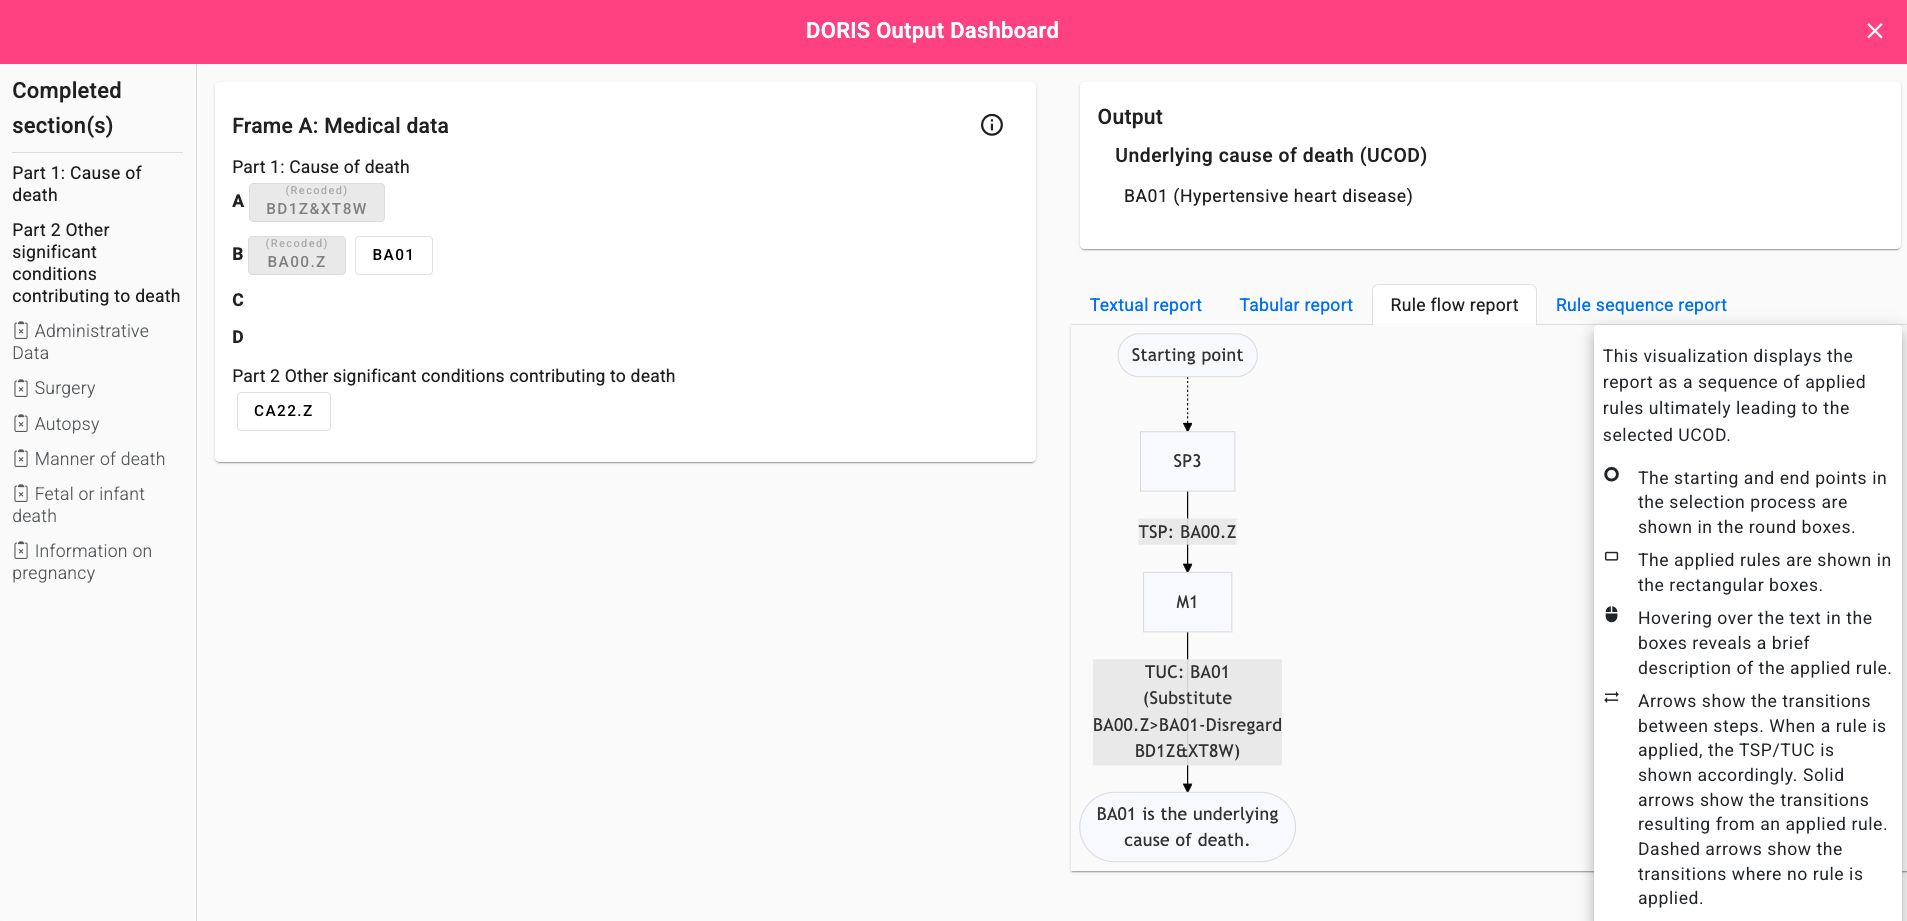 DORIS Output Dashboard
Completed
section(s)
Part 1: Cause of
death
Part 2 Other
significant
conditions
contributing to death
Administrative
Data
Surgery
Autopsy
Manner of death
Fetal or infant
death
Information on
pregnancy
Frame A: Medical data
Part 1: Cause of death
A (Recoded) BD1Z&XT8W
B (Recoded) BA00.Z BA01
C
D
Part 2 Other significant conditions contributing to death
CA22.Z
Output
Underlying cause of death (UCOD)
BA01 (Hypertensive heart disease)
Textual report Tabular report Rule flow report Rule sequence report
Starting point
SP3
TSP: BA00.Z
M1
TUC: BA01
(Substitute
BA00.Z>BA01-Disregard
BD1Z&XT8W)
BA01 is the underlying
cause of death.
This visualization displays the
report as a sequence of applied
rules ultimately leading to the
selected UCOD.
The starting and end points in
the selection process are
shown in the round boxes.
The applied rules are shown in
the rectangular boxes.
Hovering over the text in the
boxes reveals a brief
description of the applied rule.
Arrows show the transitions
between steps. When a rule is
applied, the TSP/TUC is
shown accordingly. Solid
arrows show the transitions
resulting from an applied rule.
Dashed arrows show the
transitions where no rule is
applied.